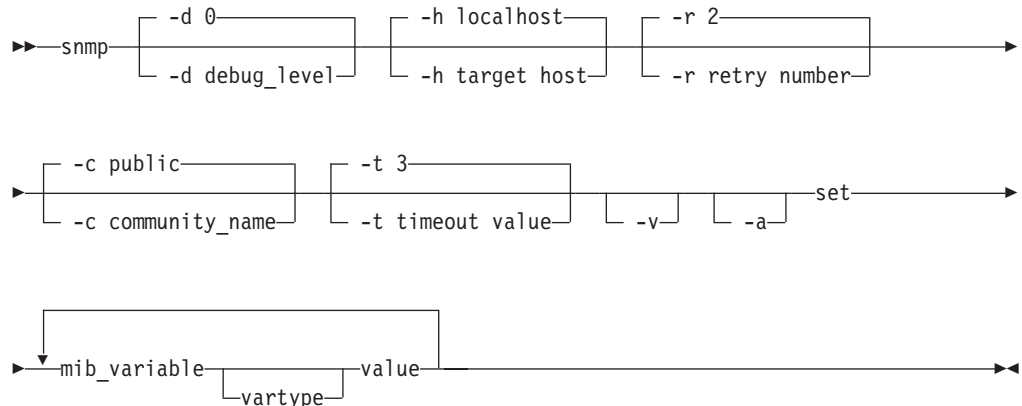 -d 0 -h localhost -r 2
snmp
-d debug_level -h target host -r retry number
-c public -t 3
set
-c community_name -t timeout value -v -a
mib_variable value
vartype